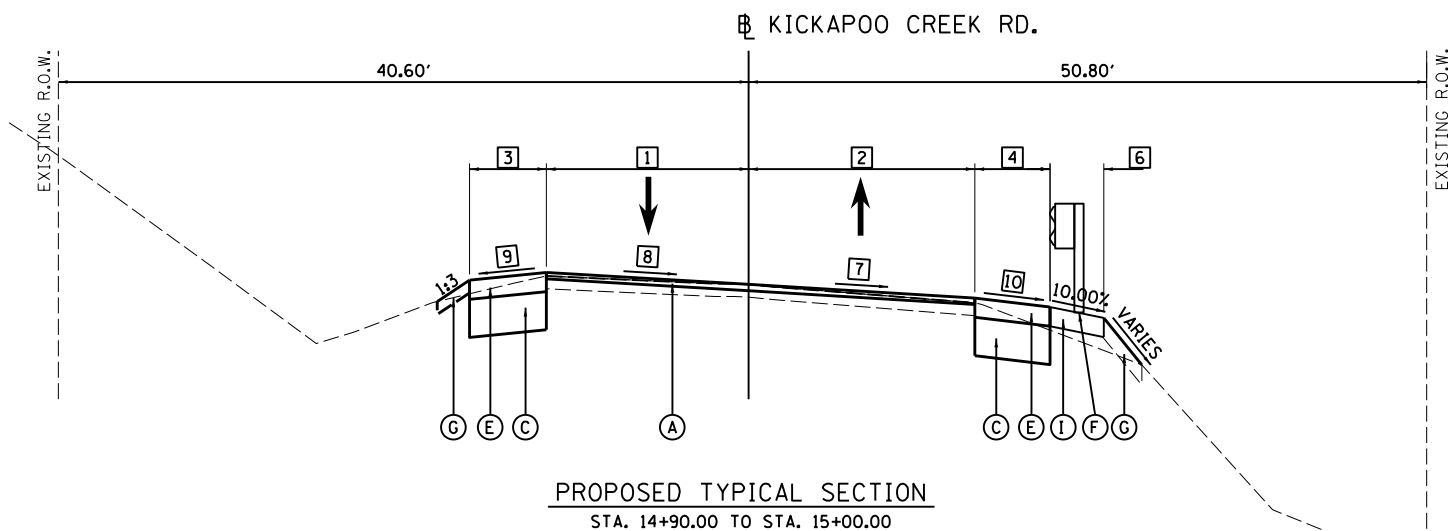 ℄ KICKAPOO CREEK RD.
EXISTING R.O.W.
40.60'
50.80'
EXISTING R.O.W.
3
1
2
4
6
1:3
9
8
7
10
10.00%
VARIES
G
E
C
A
C
E
I
F
G
PROPOSED TYPICAL SECTION
STA. 14+90.00 TO STA. 15+00.00